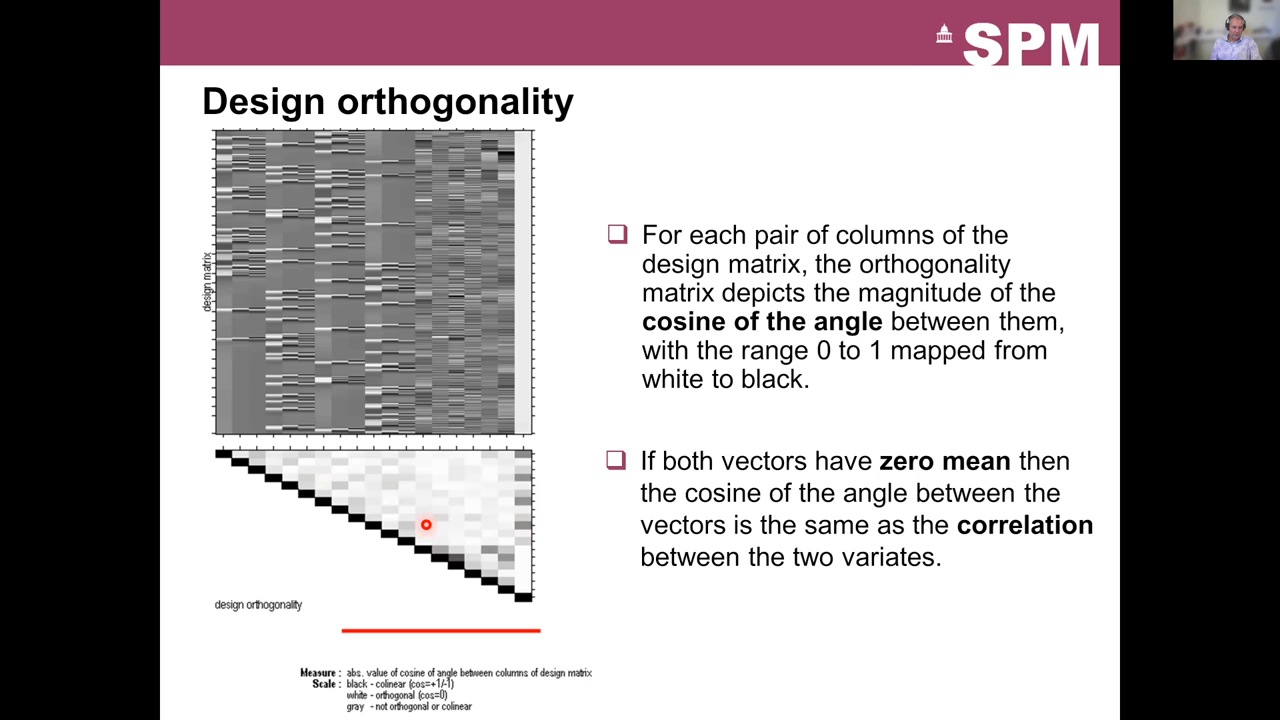 SPM
Design orthogonality
design matrix
For each pair of columns of the
design matrix, the orthogonality
matrix depicts the magnitude of the
cosine of the angle between them,
with the range 0 to 1 mapped from
white to black.
If both vectors have zero mean then
the cosine of the angle between the
vectors is the same as the correlation
between the two variates.
design orthogonality
Measure : abs. value of cosine of angle between columns of design matrix
Scale : black - colinear (cos=+1/-1)
white - orthogonal (cos=0)
gray - not orthogonal or colinear